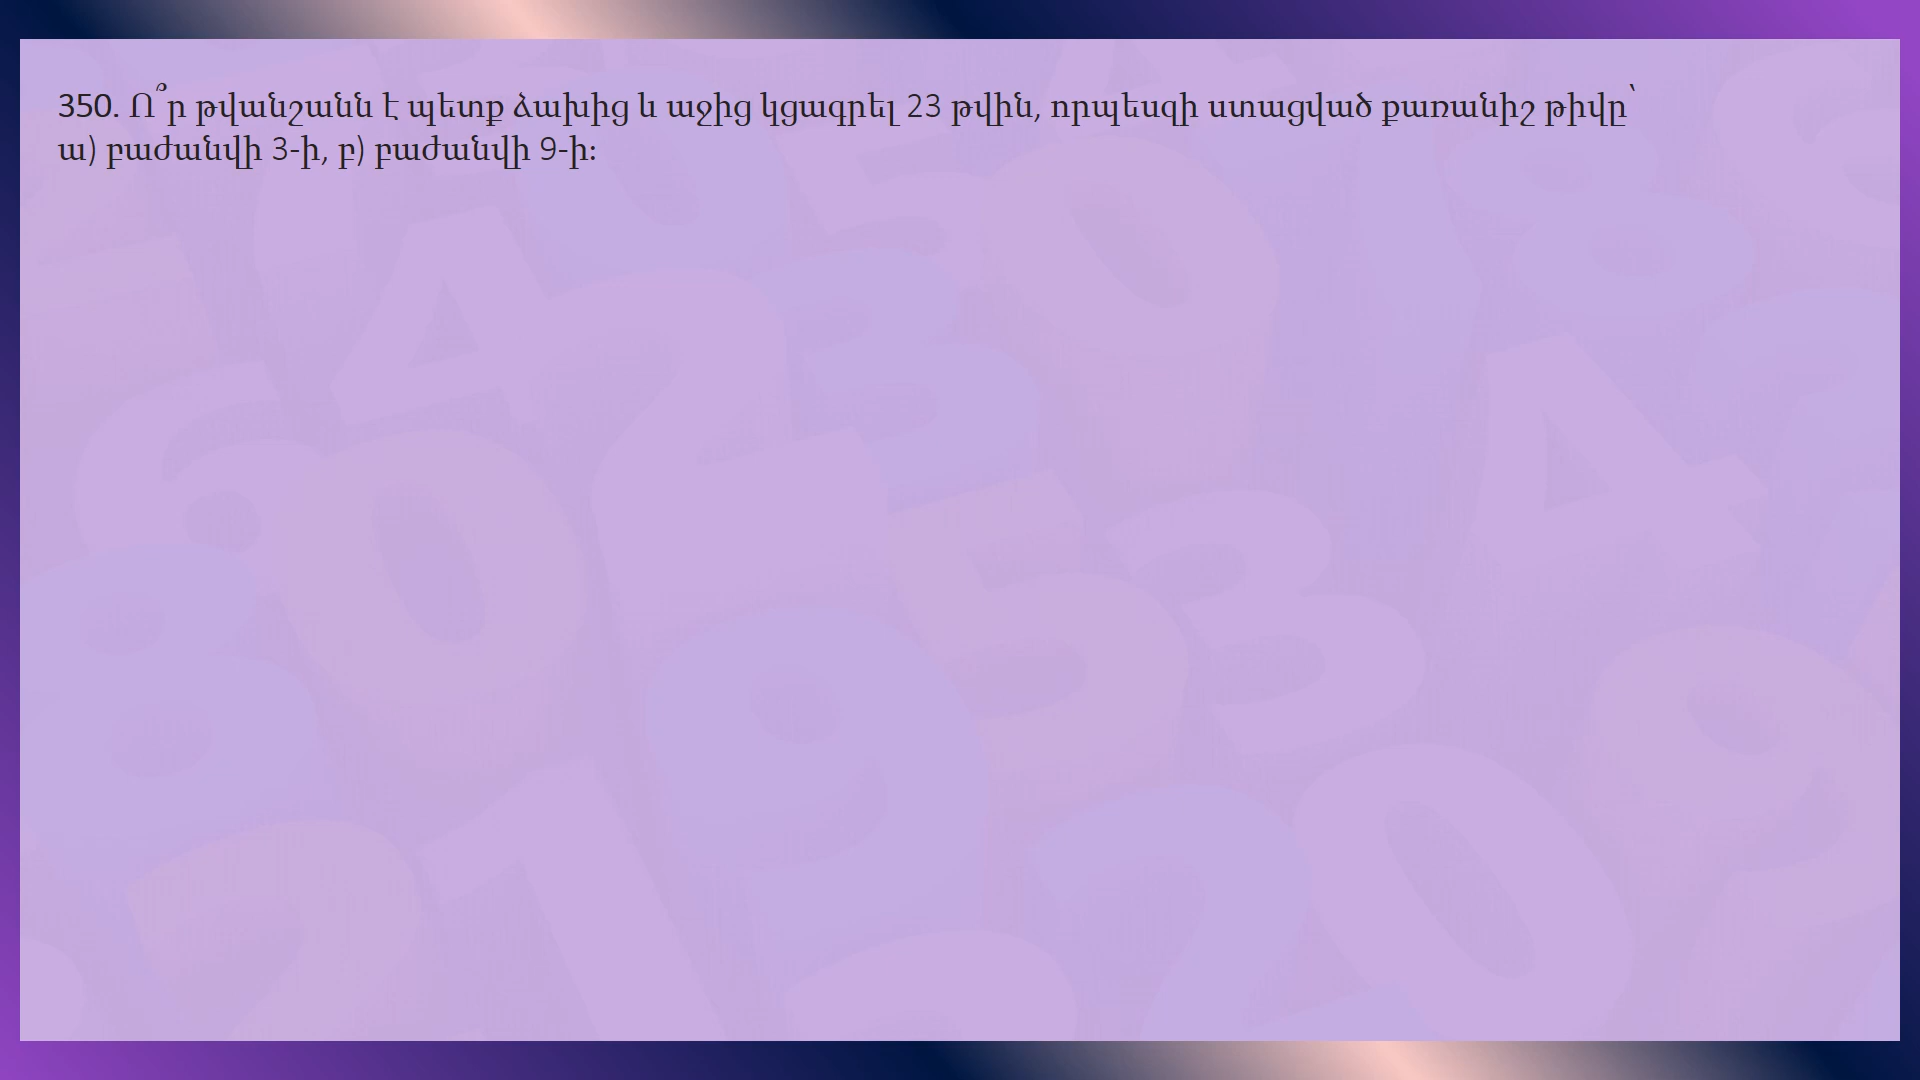 350. Ո՞ր թվանշանն է պետք ձախից և աջից կցագրել 23 թվին, որպեսզի ստացված քառանիշ թիվը՝
ա) բաժանվի 3-ի, բ) բաժանվի 9-ի: